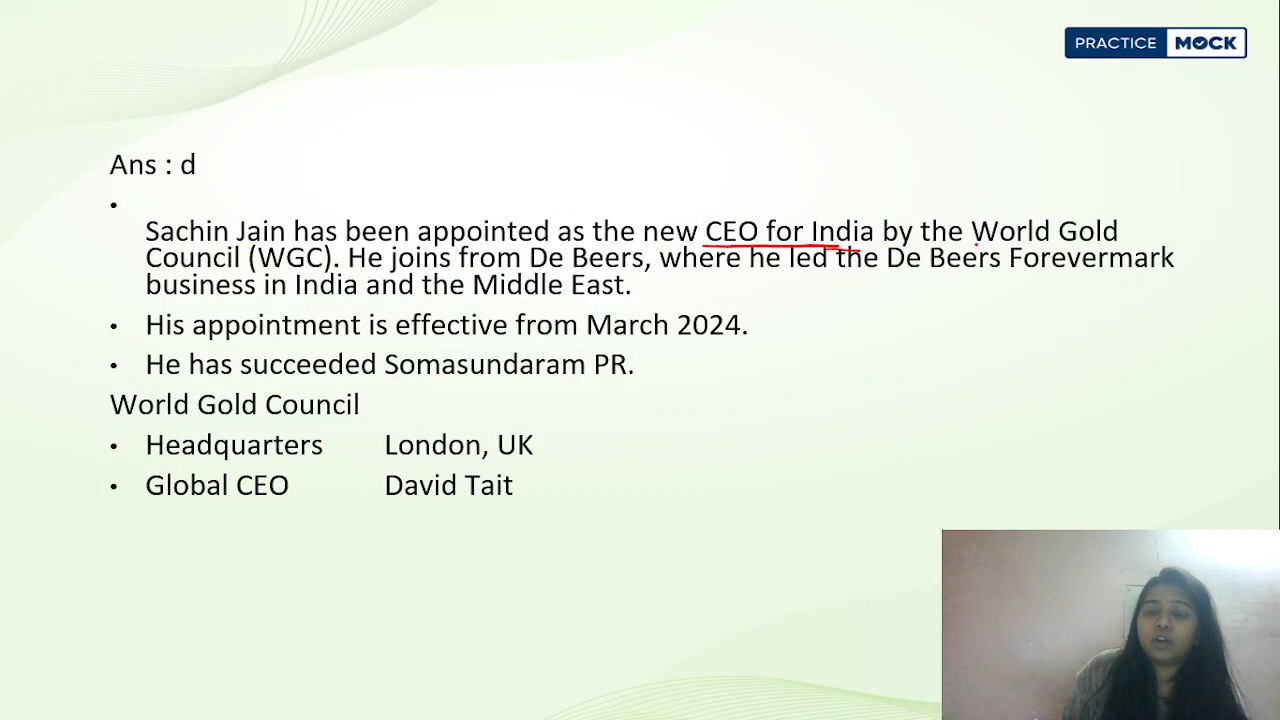 PRACTICE MOCK
Ans : d
•
Sachin Jain has been appointed as the new CEO for India by the World Gold
Council (WGC). He joins from De Beers, where he led the De Beers Forevermark
business in India and the Middle East.
• His appointment is effective from March 2024.
• He has succeeded Somasundaram PR.
World Gold Council
• Headquarters London, UK
• Global CEO David Tait